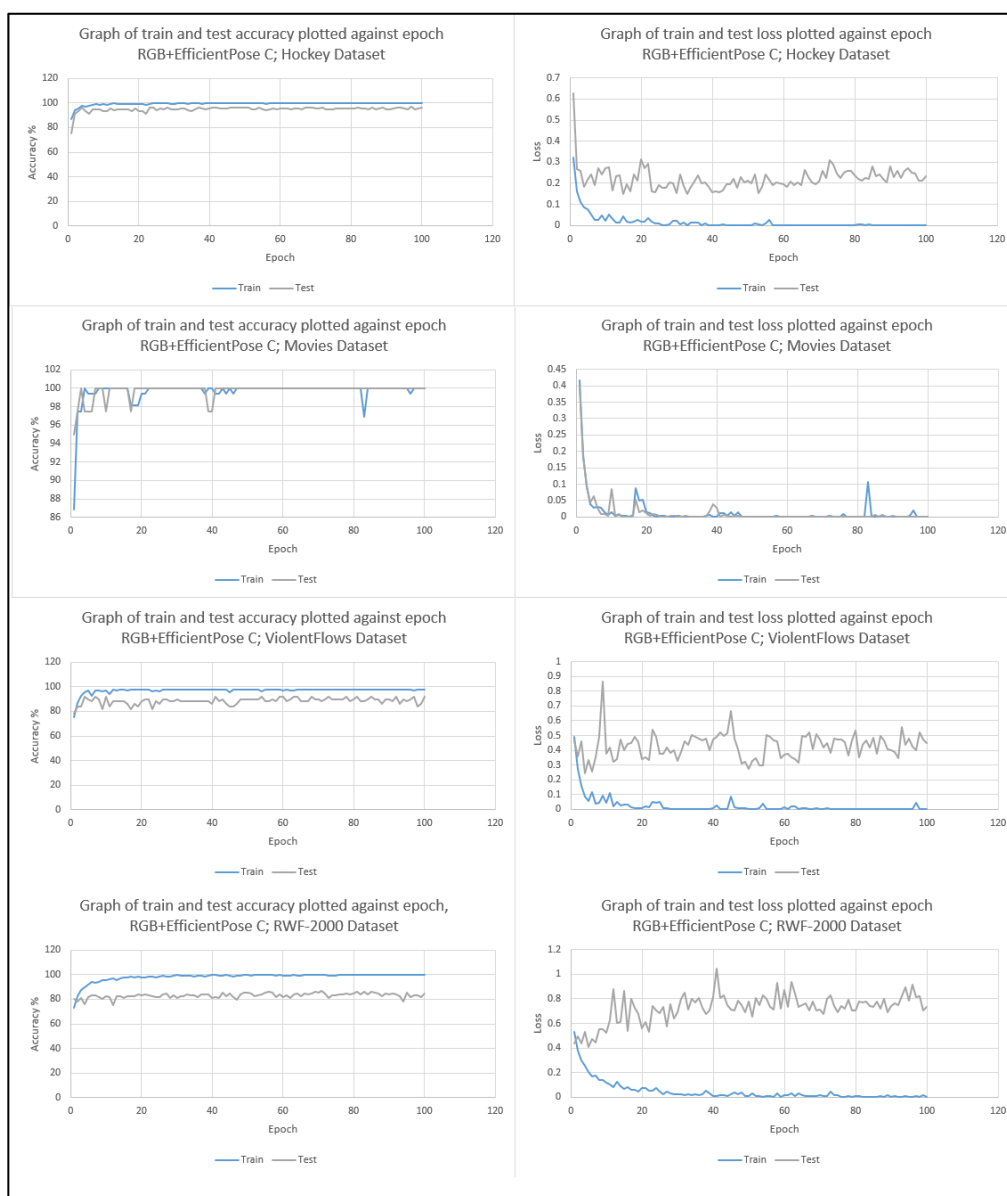 Graph of train and test accuracy plotted against epoch
RGB+EfficientPose C; Hockey Dataset
120
100
80
60
40
20
0
Accuracy %
0 20 40 60 80 100 120
Epoch
Train Test
Graph of train and test loss plotted against epoch
RGB+EfficientPose C; Hockey Dataset
0.7
0.6
0.5
0.4
0.3
0.2
0.1
0
Loss
0 20 40 60 80 100 120
Epoch
Train Test
Graph of train and test accuracy plotted against epoch
RGB+EfficientPose C; Movies Dataset
102
100
98
96
94
92
90
88
86
Accuracy %
0 20 40 60 80 100 120
Epoch
Train Test
Graph of train and test loss plotted against epoch
RGB+EfficientPose C; Movies Dataset
0.45
0.4
0.35
0.3
0.25
0.2
0.15
0.1
0.05
0
Loss
0 20 40 60 80 100 120
Epoch
Train Test
Graph of train and test accuracy plotted against epoch
RGB+EfficientPose C; ViolentFlows Dataset
120
100
80
60
40
20
0
Accuracy %
0 20 40 60 80 100 120
Epoch
Train Test
Graph of train and test loss plotted against epoch
RGB+EfficientPose C; ViolentFlows Dataset
1
0.9
0.8
0.7
0.6
0.5
0.4
0.3
0.2
0.1
0
Loss
0 20 40 60 80 100 120
Epoch
Train Test
Graph of train and test accuracy plotted against epoch,
RGB+EfficientPose C; RWF-2000 Dataset
120
100
80
60
40
20
0
Accuracy %
0 20 40 60 80 100 120
Epoch
Train Test
Graph of train and test loss plotted against epoch
RGB+EfficientPose C; RWF-2000 Dataset
1.2
1
0.8
0.6
0.4
0.2
0
Loss
0 20 40 60 80 100 120
Epoch
Train Test